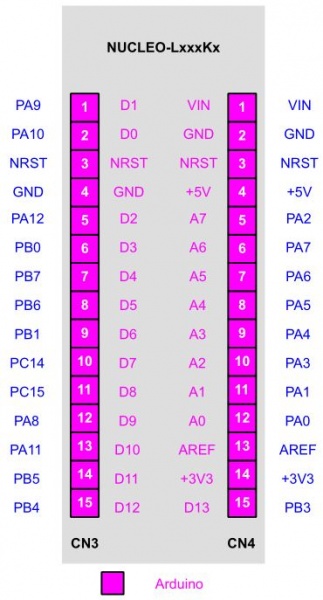 NUCLEO-LxxxKx
PA9 1 D1 VIN 1 VIN
PA10 2 D0 GND 2 GND
NRST 3 NRST NRST 3 NRST
GND 4 GND +5V 4 +5V
PA12 5 D2 A7 5 PA2
PB0 6 D3 A6 6 PA7
PB7 7 D4 A5 7 PA6
PB6 8 D5 A4 8 PA5
PB1 9 D6 A3 9 PA4
PC14 10 D7 A2 10 PA3
PC15 11 D8 A1 11 PA1
PA8 12 D9 A0 12 PA0
PA11 13 D10 AREF 13 AREF
PB5 14 D11 +3V3 14 +3V3
PB4 15 D12 D13 15 PB3
CN3 CN4
Arduino